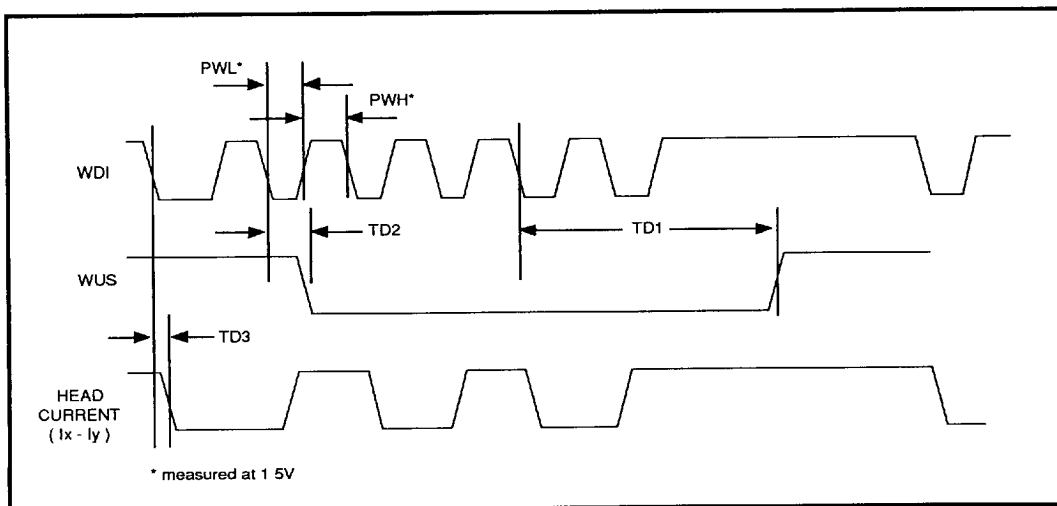 PWL*
PWH*
WDI
TD2
TD1
WUS
TD3
HEAD
CURRENT
( Ix - Iy )
* measured at 1 5V